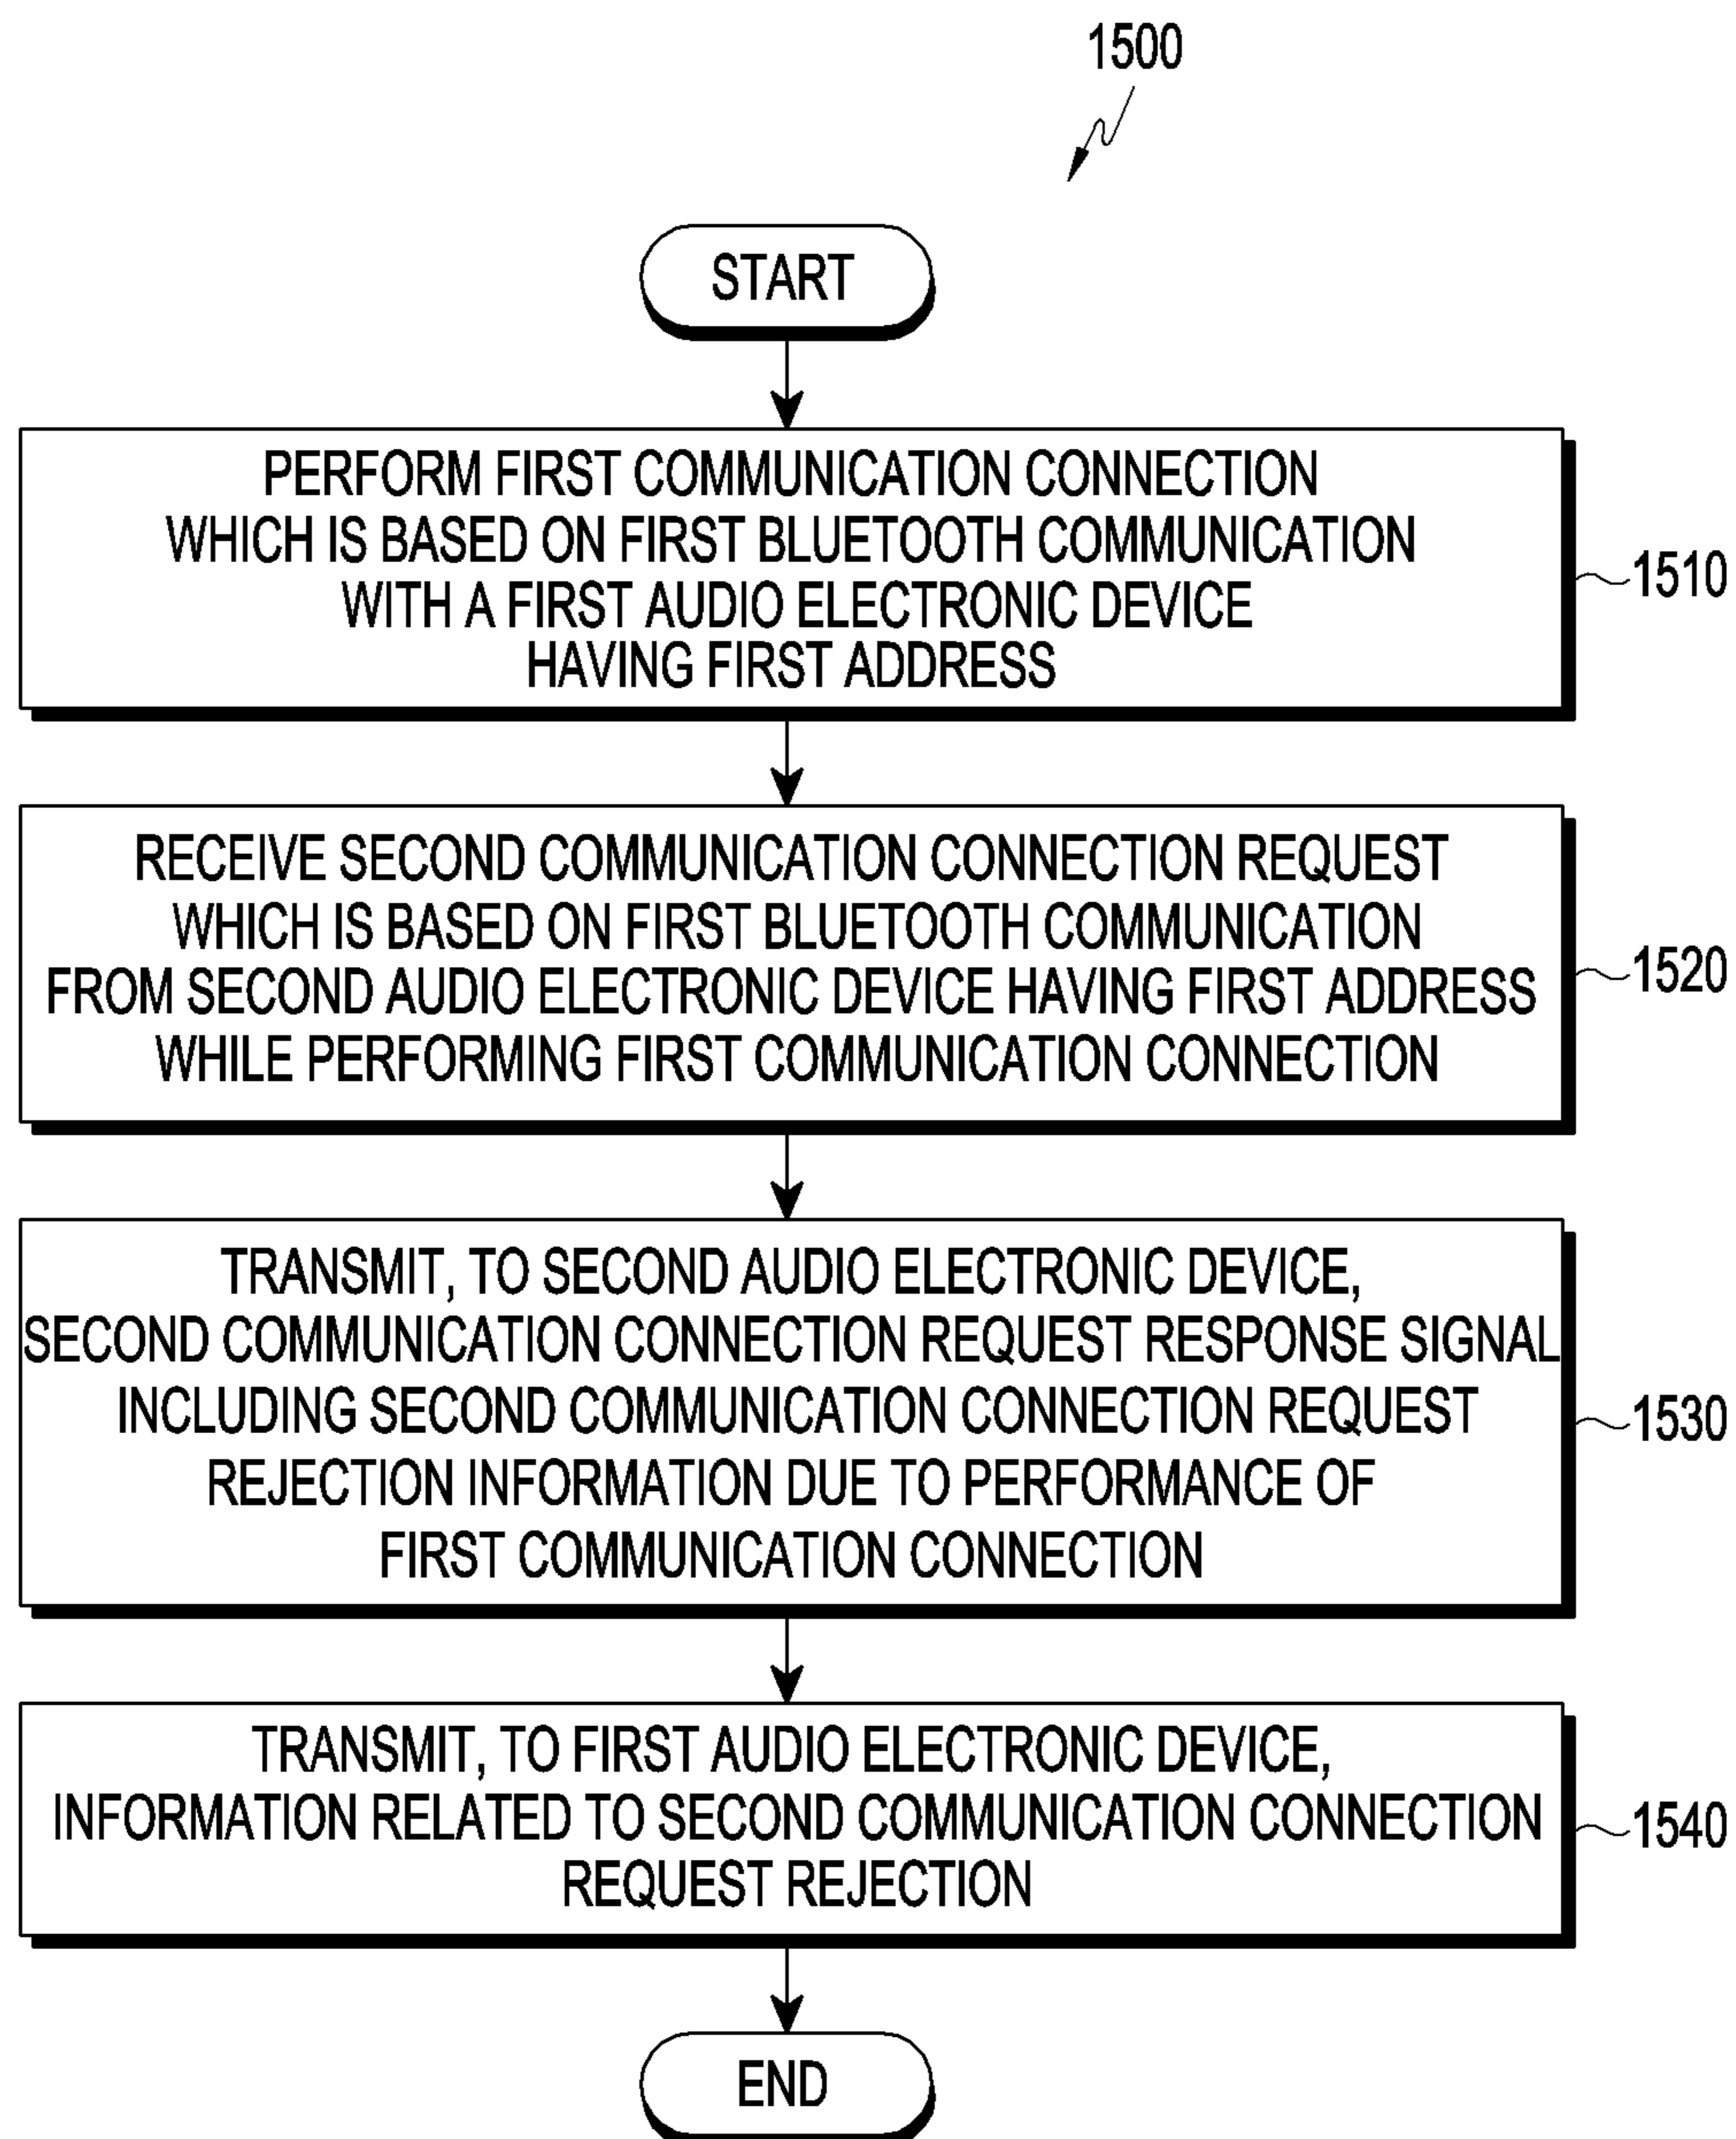 1500
START
PERFORM FIRST COMMUNICATION CONNECTION
WHICH IS BASED ON FIRST BLUETOOTH COMMUNICATION
WITH A FIRST AUDIO ELECTRONIC DEVICE
HAVING FIRST ADDRESS
1510
RECEIVE SECOND COMMUNICATION CONNECTION REQUEST
WHICH IS BASED ON FIRST BLUETOOTH COMMUNICATION
FROM SECOND AUDIO ELECTRONIC DEVICE HAVING FIRST ADDRESS
WHILE PERFORMING FIRST COMMUNICATION CONNECTION
1520
TRANSMIT, TO SECOND AUDIO ELECTRONIC DEVICE,
SECOND COMMUNICATION CONNECTION REQUEST RESPONSE SIGNAL
INCLUDING SECOND COMMUNICATION CONNECTION REQUEST
REJECTION INFORMATION DUE TO PERFORMANCE OF
FIRST COMMUNICATION CONNECTION
1530
TRANSMIT, TO FIRST AUDIO ELECTRONIC DEVICE,
INFORMATION RELATED TO SECOND COMMUNICATION CONNECTION
REQUEST REJECTION
1540
END